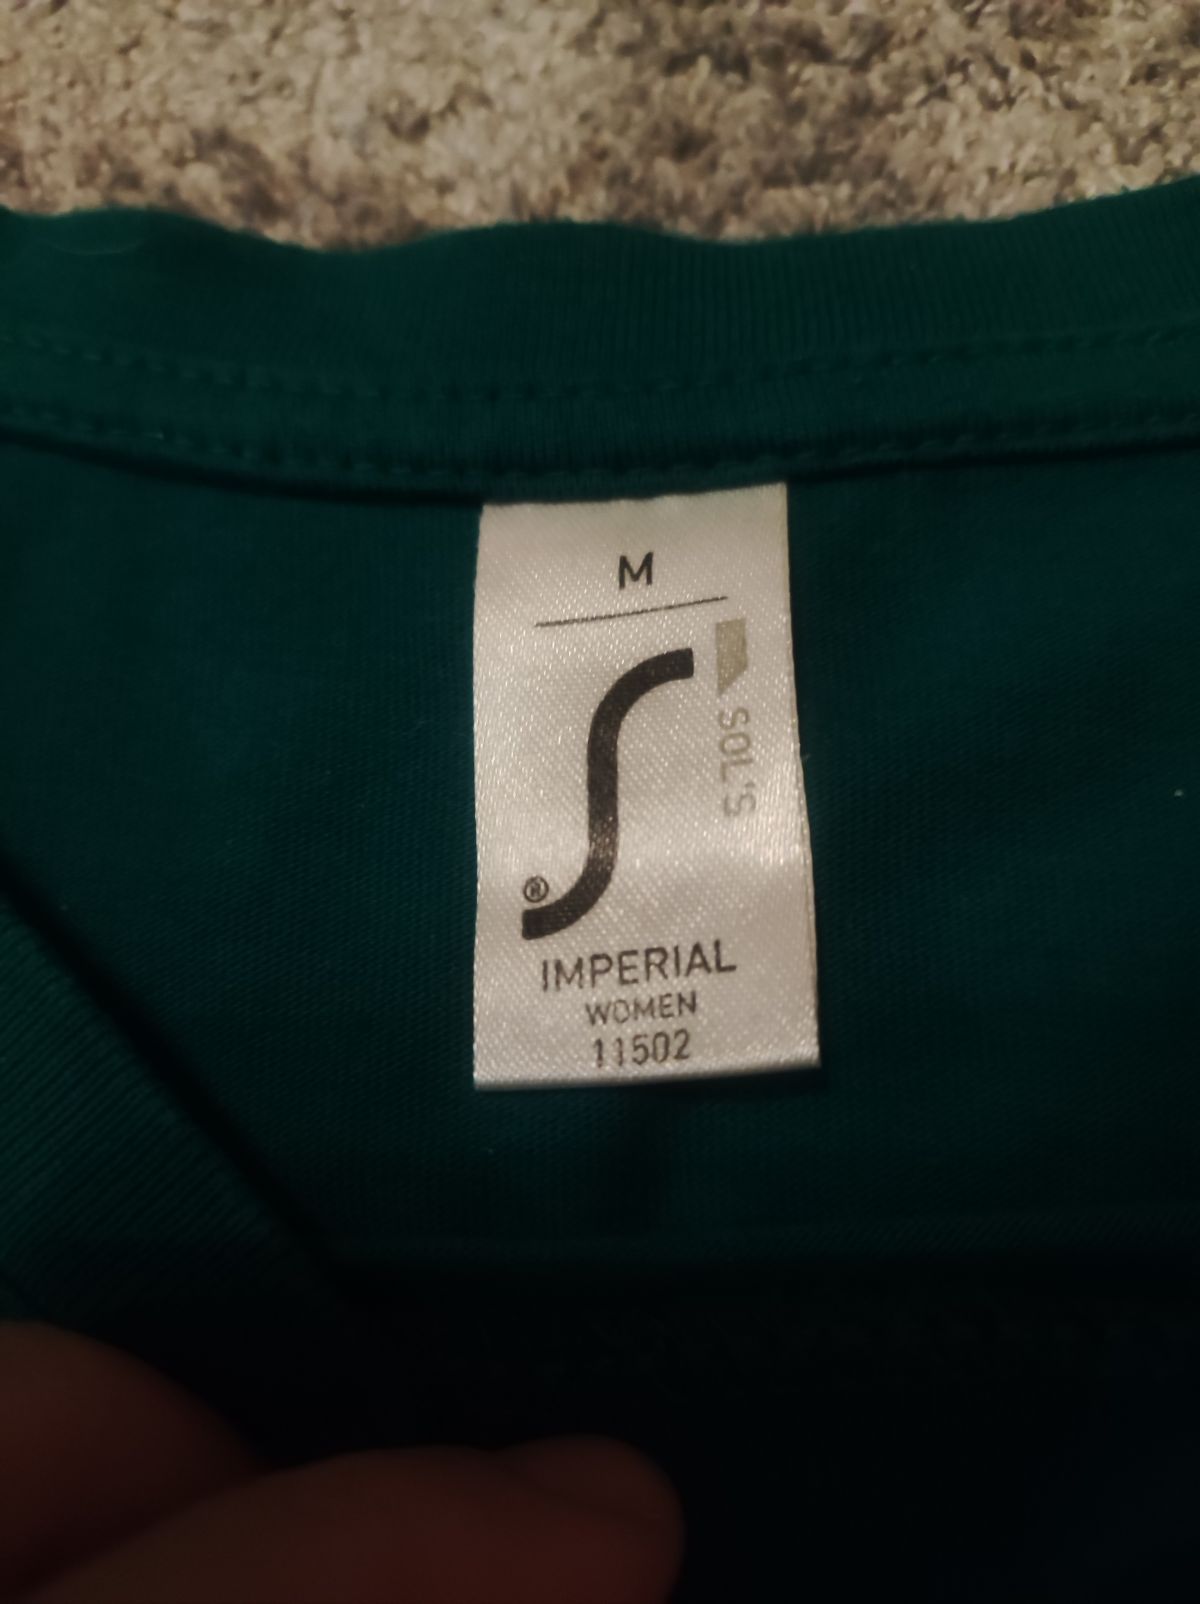 M
SOL'S
®
IMPERIAL
WOMEN
11502